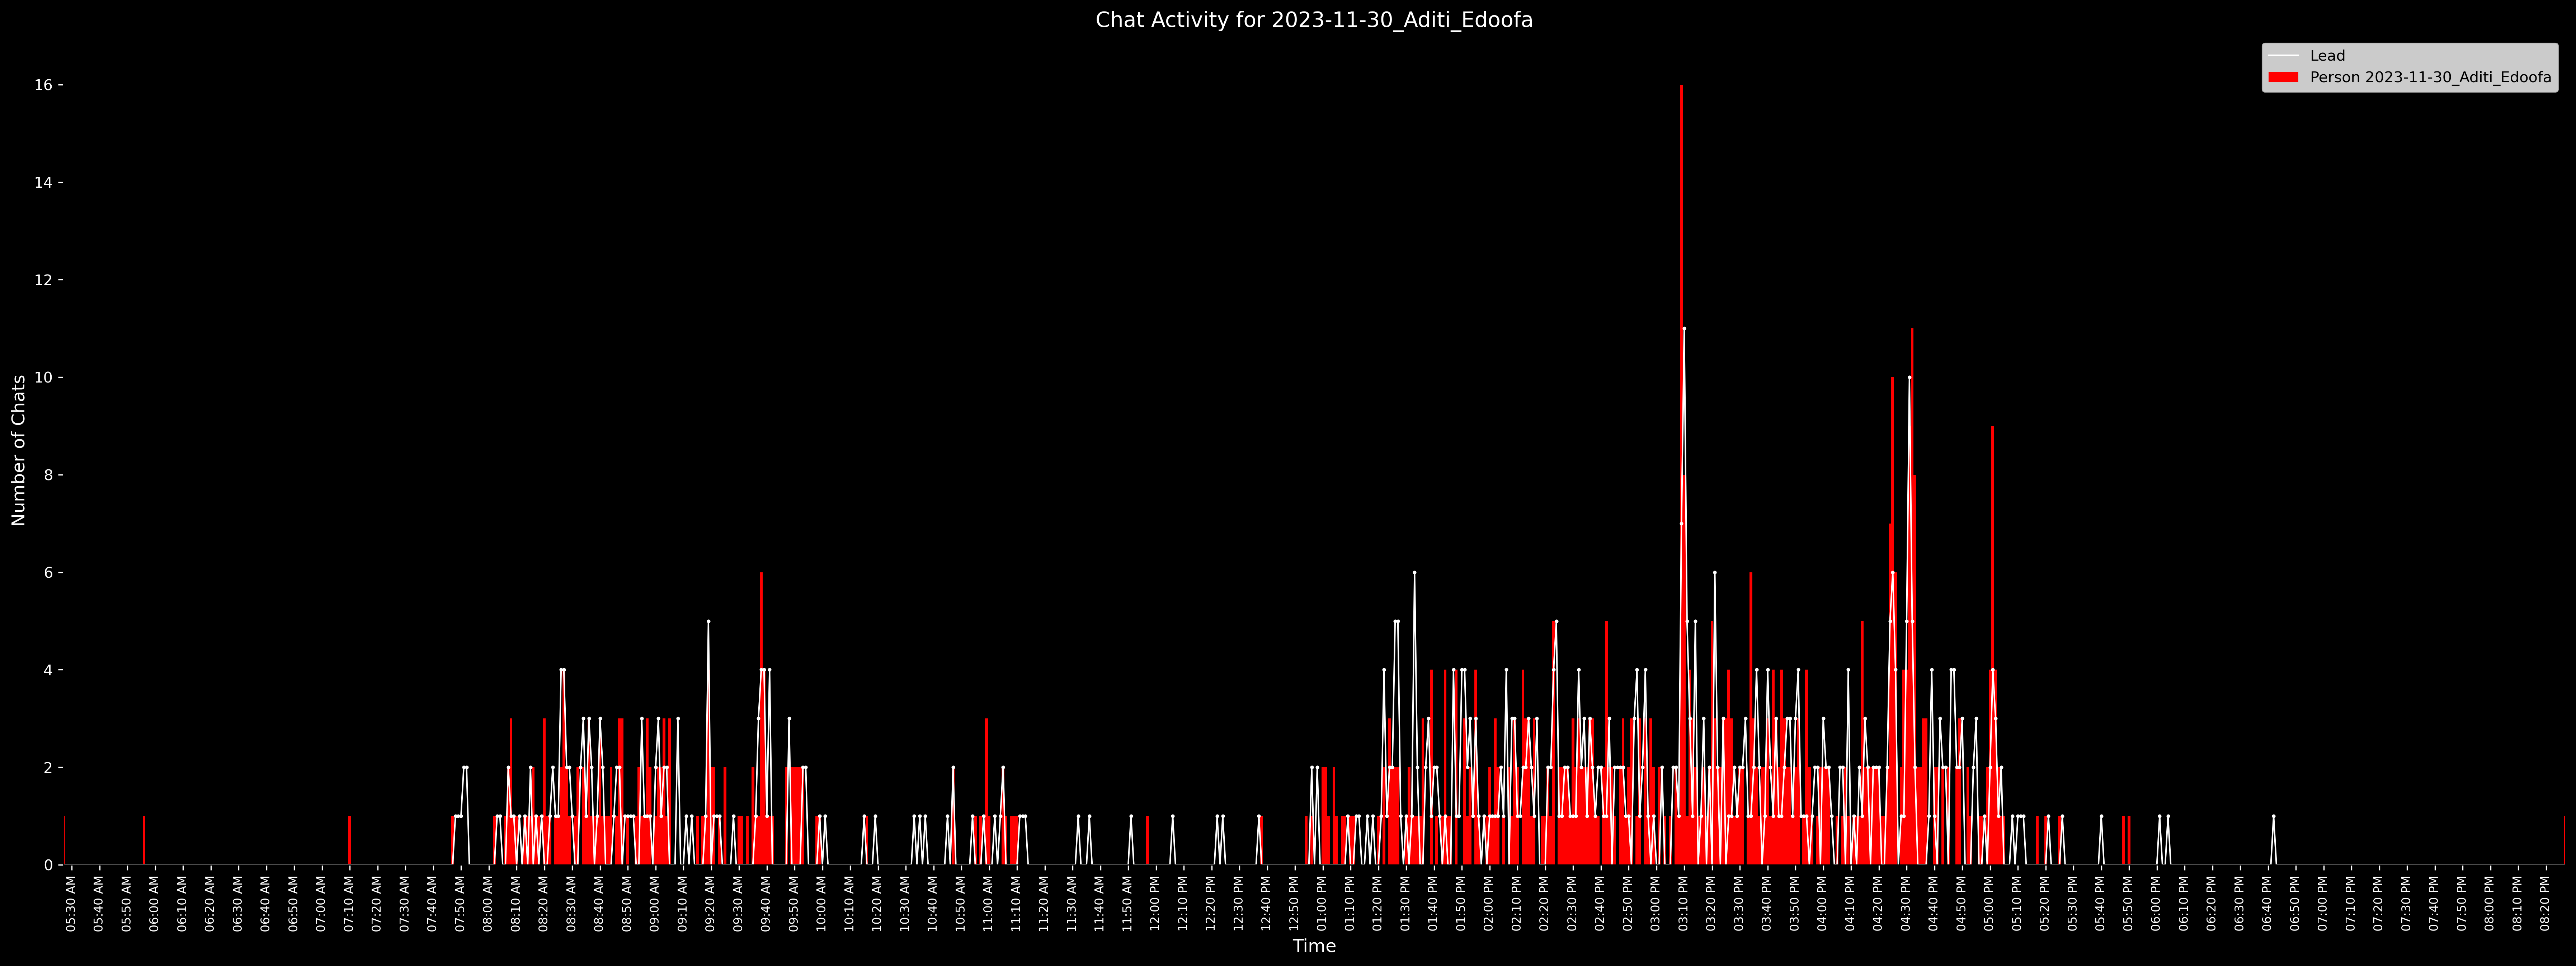 Chat Activity for 2023-11-30_Aditi_Edoofa
Lead
Person 2023-11-30_Aditi_Edoofa
16
14
12
10
8
6
4
2
0
Number of Chats
05:30 AM
05:40 AM
05:50 AM
06:00 AM
06:10 AM
06:20 AM
06:30 AM
06:40 AM
06:50 AM
07:00 AM
07:10 AM
07:20 AM
07:30 AM
07:40 AM
07:50 AM
08:00 AM
08:10 AM
08:20 AM
08:30 AM
08:40 AM
08:50 AM
09:00 AM
09:10 AM
09:20 AM
09:30 AM
09:40 AM
09:50 AM
10:00 AM
10:10 AM
10:20 AM
10:30 AM
10:40 AM
10:50 AM
11:00 AM
11:10 AM
11:20 AM
11:30 AM
11:40 AM
11:50 AM
12:00 PM
12:10 PM
12:20 PM
12:30 PM
12:40 PM
12:50 PM
01:00 PM
01:10 PM
01:20 PM
01:30 PM
01:40 PM
01:50 PM
02:00 PM
02:10 PM
02:20 PM
02:30 PM
02:40 PM
02:50 PM
03:00 PM
03:10 PM
03:20 PM
03:30 PM
03:40 PM
03:50 PM
04:00 PM
04:10 PM
04:20 PM
04:30 PM
04:40 PM
04:50 PM
05:00 PM
05:10 PM
05:20 PM
05:30 PM
05:40 PM
05:50 PM
06:00 PM
06:10 PM
06:20 PM
06:30 PM
06:40 PM
06:50 PM
07:00 PM
07:10 PM
07:20 PM
07:30 PM
07:40 PM
07:50 PM
08:00 PM
08:10 PM
08:20 PM
Time